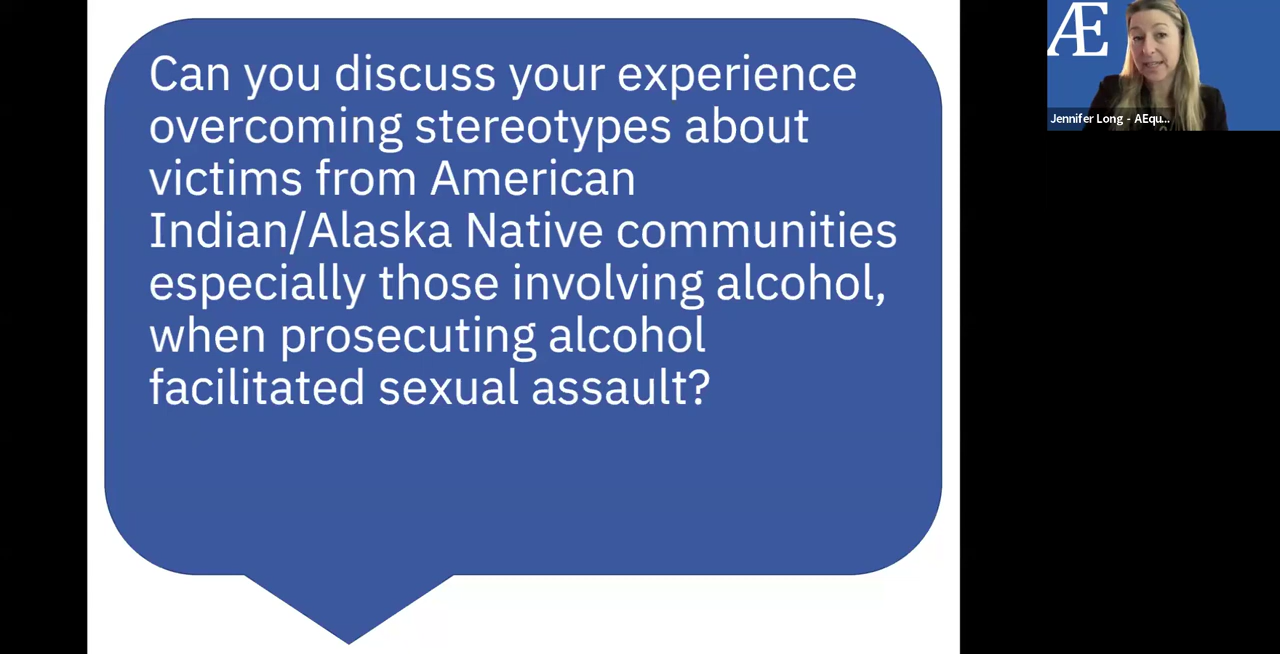 Can you discuss your experience
overcoming stereotypes about
victims from American
Indian/Alaska Native communities
especially those involving alcohol,
when prosecuting alcohol
facilitated sexual assault?
Æ
Jennifer Long - AEqu...